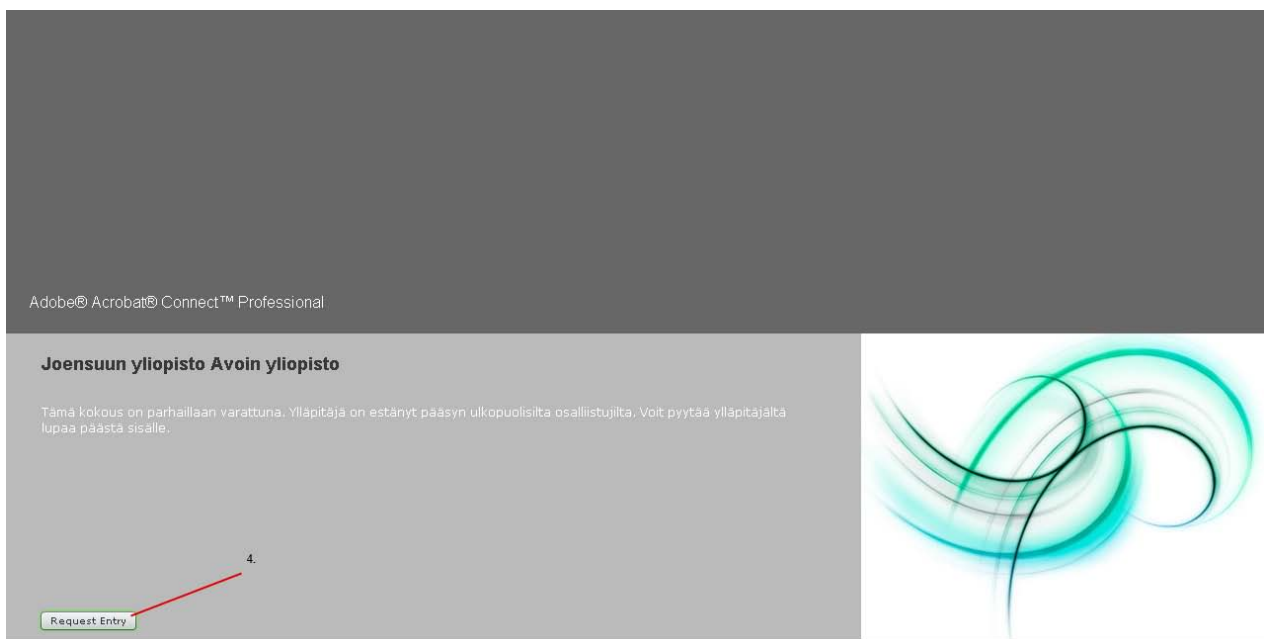 Adobe® Acrobat® Connect™ Professional
Joensuun yliopisto Avoin yliopisto
Tämä kokous on parhaillaan varattuna. Ylläpitäjä on estänyt pääsyn ulkopuolisilta osalliistujilta. Voit pyytää ylläpitäjältä
lupaa päästä sisälle.
4.
Request Entry